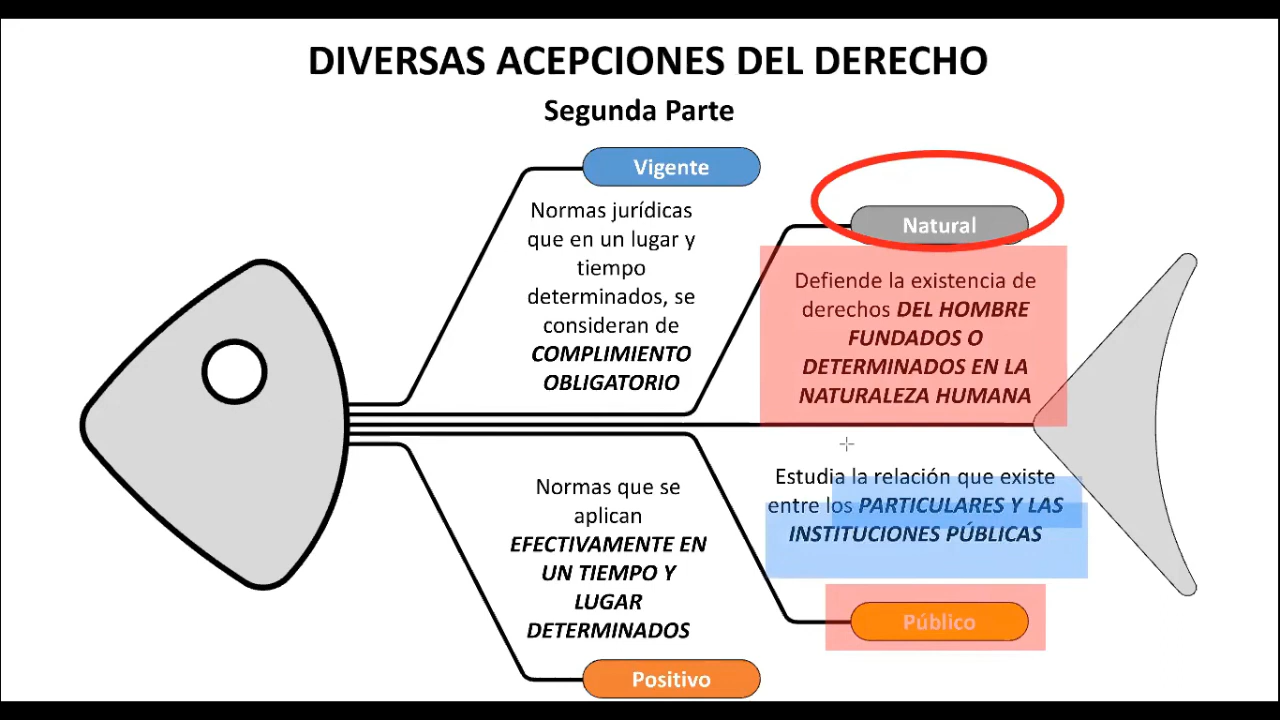 DIVERSAS ACEPCIONES DEL DERECHO
Segunda Parte
Vigente
Normas jurídicas
que en un lugar y
tiempo
determinados, se
consideran de
COMPLIMIENTO
OBLIGATORIO
Natural
Defiende la existencia de
derechos DEL HOMBRE
FUNDADOS O
DETERMINADOS EN LA
NATURALEZA HUMANA
Normas que se
aplican
EFECTIVAMENTE EN
UN TIEMPO Y
LUGAR
DETERMINADOS
Positivo
Estudia la relación que existe
entre los PARTICULARES Y LAS
INSTITUCIONES PÚBLICAS
Público